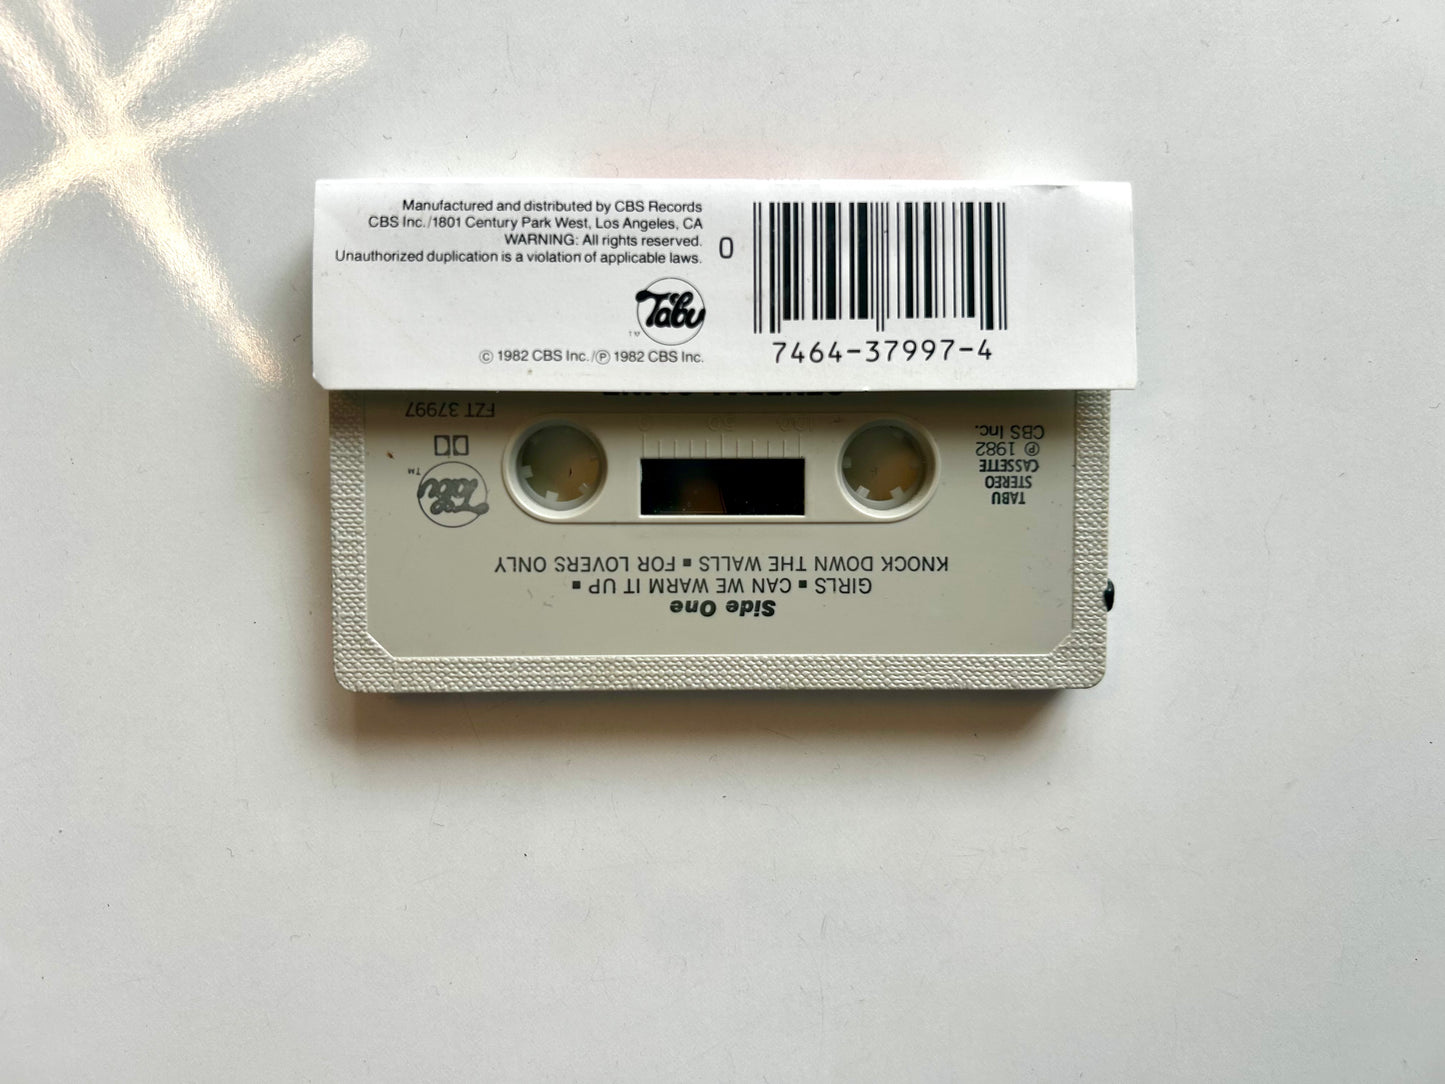 Manufactured and distributed by CBS Records
CBS Inc./1801 Century Park West, Los Angeles, CA
WARNING: All rights reserved.
Unauthorized duplication is a violation of applicable laws.
Tabu
TM
© 1982 CBS Inc./℗ 1982 CBS Inc.
0
7464-37997-4
Side One
GIRLS ▪ CAN WE WARM IT UP ▪
KNOCK DOWN THE WALLS ▪ FOR LOVERS ONLY
TABU
STEREO
CASSETTE
℗ 1982
CBS Inc.
Tabu
TM
FZT 37997
0 50 100